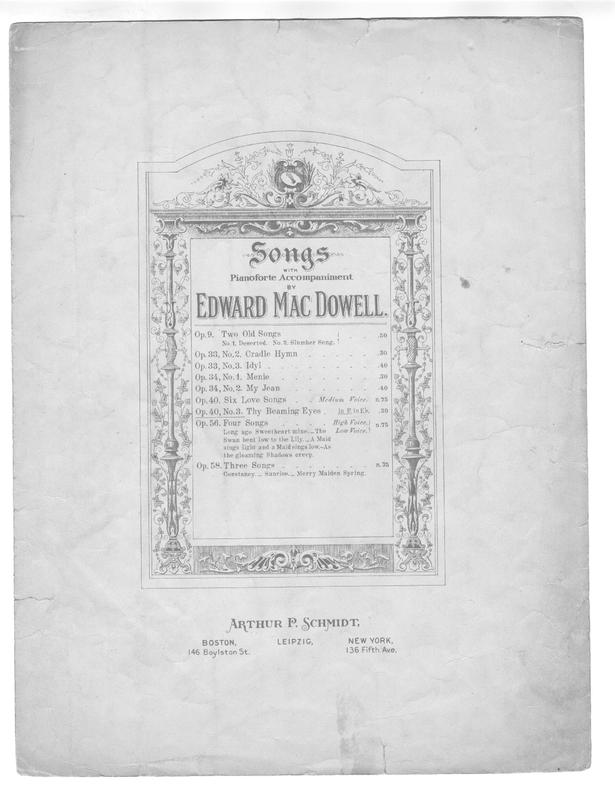 Songs
WITH
Pianoforte Accompaniment
BY
EDWARD MAC DOWELL.
Op. 9. Two Old Songs . . .50
No. 1. Deserted. No. 2. Slumber Song.
Op. 33, No. 2. Cradle Hymn . . . . . .30
Op. 33, No. 3. Idyl . . . . . . . .40
Op. 34, No. 1. Menie . . . . . . .30
Op. 34, No. 2. My Jean . . . . . . .40
Op. 40. Six Love Songs . . Medium Voice. n.75
Op. 40, No. 3. Thy Beaming Eyes . in F. in Eb. .30
Op. 56. Four Songs . . . . High Voice.} n.75
Long ago Sweetheart mine._ The Low Voice.}
Swan bent low to the Lily._ A Maid
sings light and a Maid sings low._ As
the gloaming Shadows creep.
Op. 58. Three Songs . . . . . . n.75
Constancy._ Sunrise._ Merry Maiden Spring.
ARTHUR P. SCHMIDT,
BOSTON, LEIPZIG, NEW YORK,
146 Boylston St. 136 Fifth Ave.